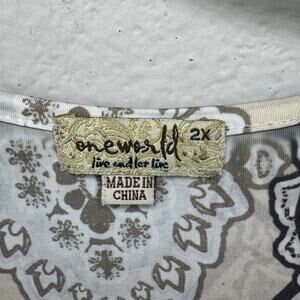 oneworld. 2X
live and let live
MADE IN
CHINA